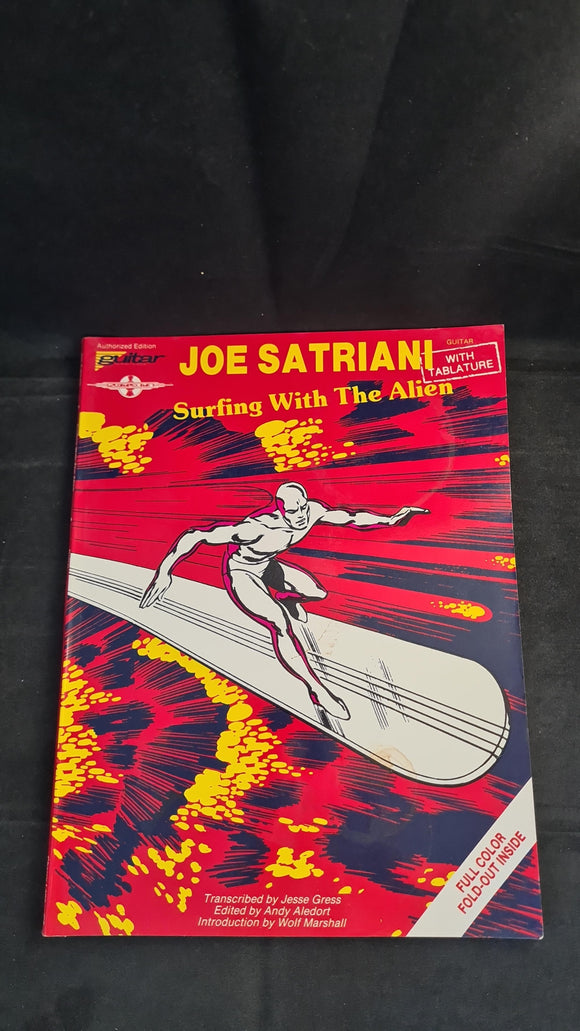 Authorized Edition
guitar
JOE SATRIANI
GUITAR
WITH
TABLATURE
Surfing With The Alien
FULL COLOR
FOLD-OUT INSIDE
Transcribed by Jesse Gress
Edited by Andy Aledort
Introduction by Wolf Marshall